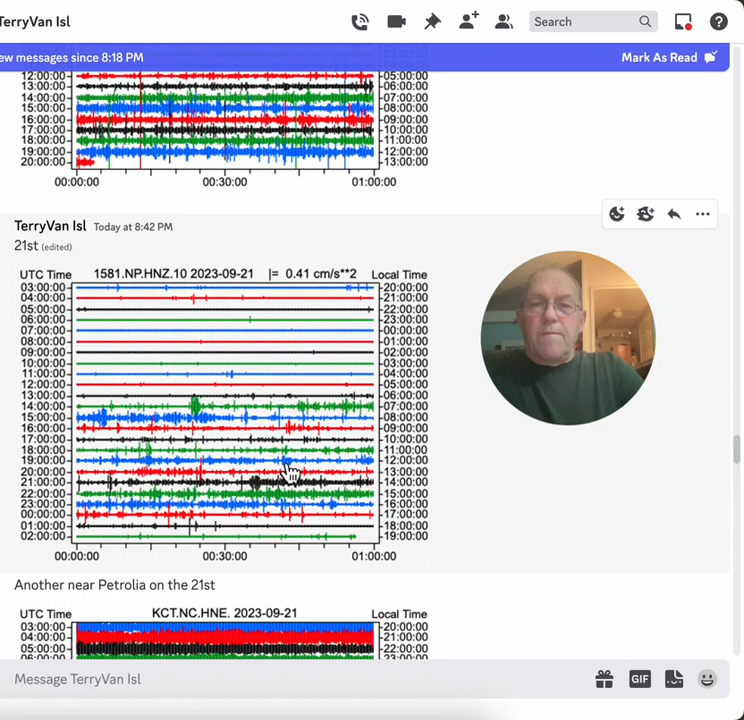 TerryVan Isl
Search
ew messages since 8:18 PM
Mark As Read
12:00:00 05:00:00
13:00:00 06:00:00
14:00:00 07:00:00
15:00:00 08:00:00
16:00:00 09:00:00
17:00:00 10:00:00
18:00:00 11:00:00
19:00:00 12:00:00
20:00:00 13:00:00
00:00:00 00:30:00 01:00:00
TerryVan Isl Today at 8:42 PM
21st (edited)
UTC Time 1581.NP.HNZ.10 2023-09-21 |= 0.41 cm/s**2 Local Time
03:00:00 20:00:00
04:00:00 21:00:00
05:00:00 22:00:00
06:00:00 23:00:00
07:00:00 00:00:00
08:00:00 01:00:00
09:00:00 02:00:00
10:00:00 03:00:00
11:00:00 04:00:00
12:00:00 05:00:00
13:00:00 06:00:00
14:00:00 07:00:00
15:00:00 08:00:00
16:00:00 09:00:00
17:00:00 10:00:00
18:00:00 11:00:00
19:00:00 12:00:00
20:00:00 13:00:00
21:00:00 14:00:00
22:00:00 15:00:00
23:00:00 16:00:00
00:00:00 17:00:00
01:00:00 18:00:00
02:00:00 19:00:00
00:00:00 00:30:00 01:00:00
Another near Petrolia on the 21st
UTC Time KCT.NC.HNE. 2023-09-21 Local Time
03:00:00 20:00:00
04:00:00 21:00:00
05:00:00 22:00:00
Message TerryVan Isl
GIF